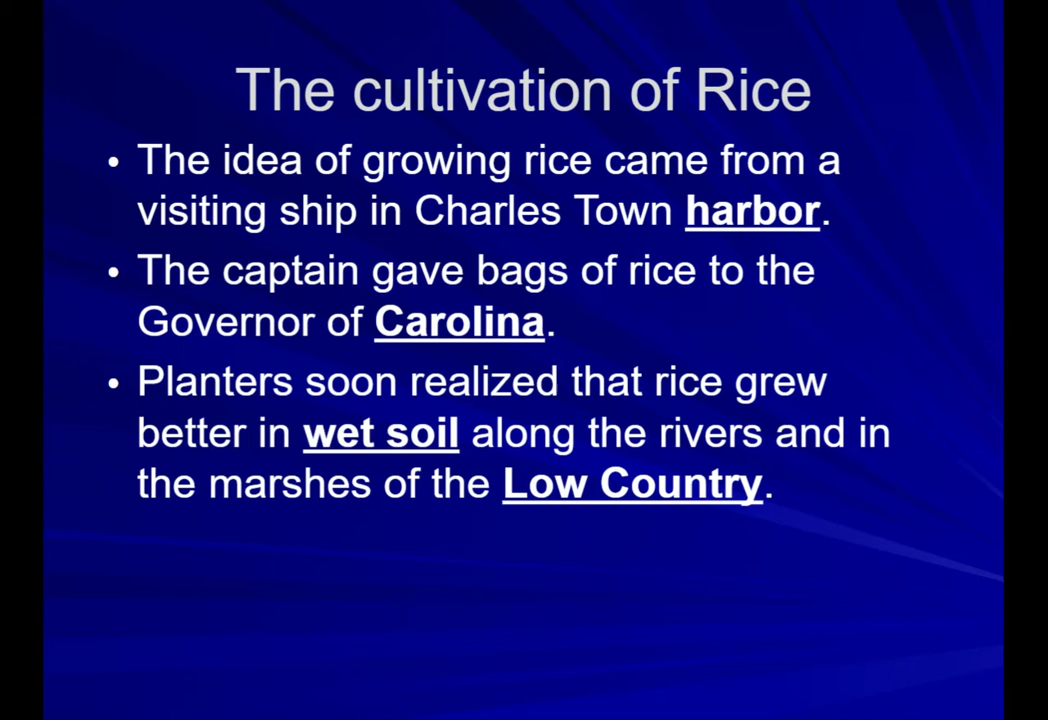 The cultivation of Rice
• The idea of growing rice came from a
visiting ship in Charles Town harbor.
• The captain gave bags of rice to the
Governor of Carolina.
• Planters soon realized that rice grew
better in wet soil along the rivers and in
the marshes of the Low Country.